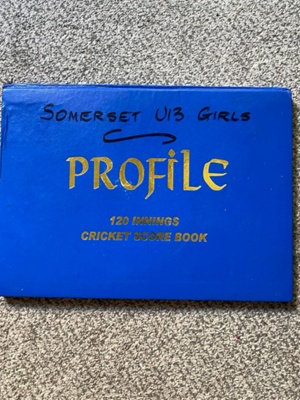 SOMERSET U13 GIRLS
PROFiLE
120 INNINGS
CRICKET SCORE BOOK